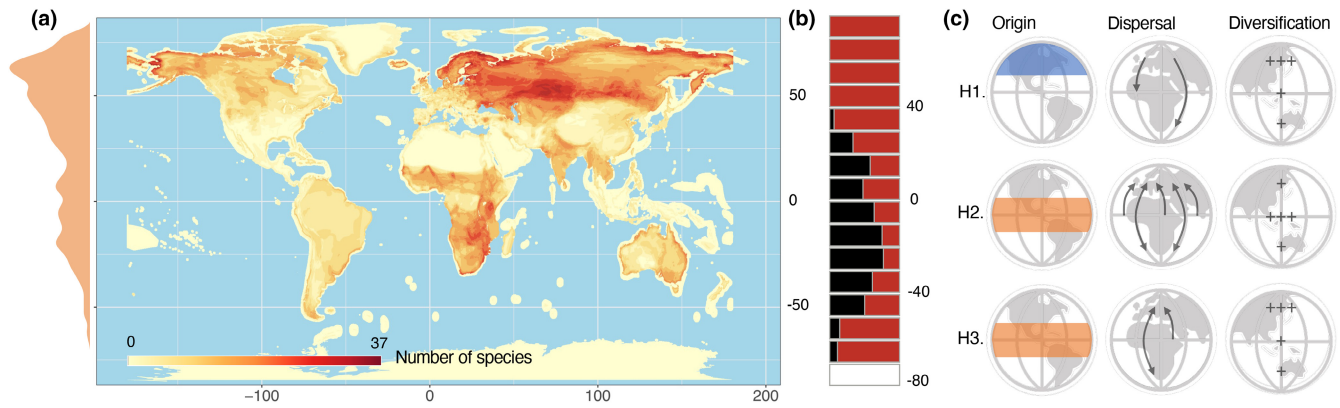 (a)
(b)
(c)
Origin
Dispersal
Diversification
50
0
-50
40
0
-40
-80
H1.
H2.
H3.
0
37
Number of species
−100
0
100
200